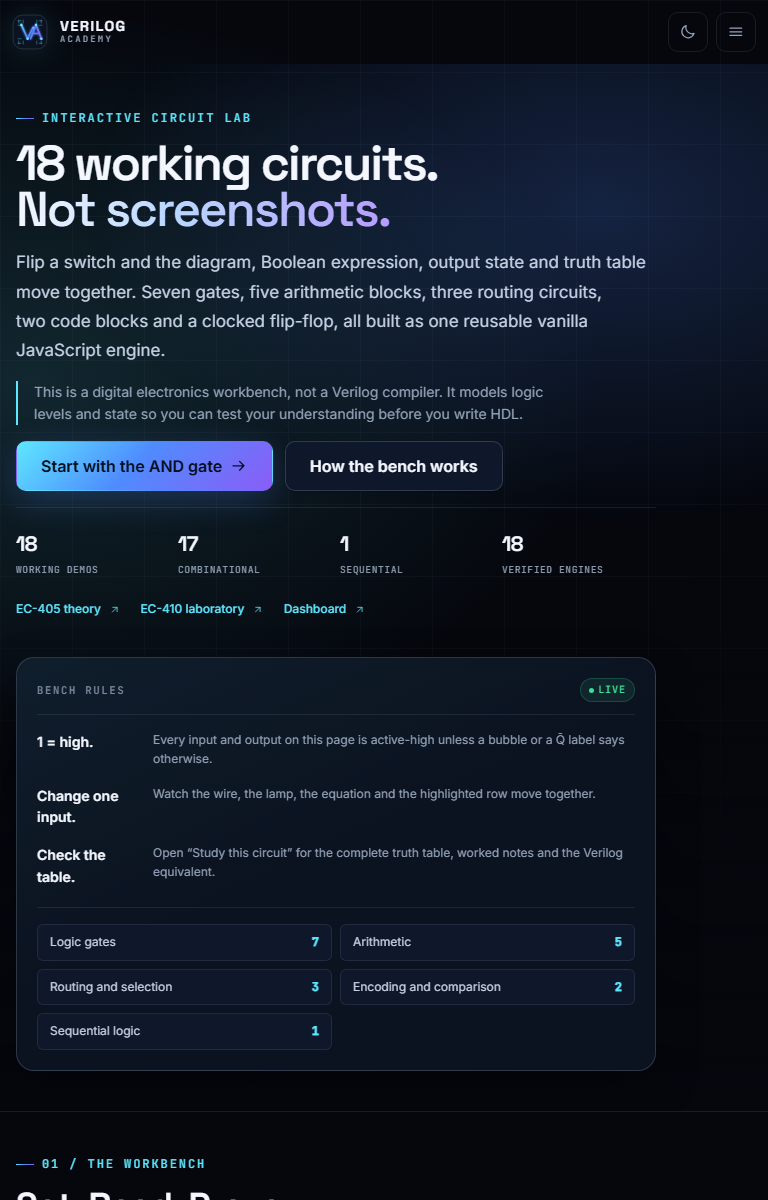 VERILOG
ACADEMY
INTERACTIVE CIRCUIT LAB
18 working circuits.
Not screenshots.
Flip a switch and the diagram, Boolean expression, output state and truth table
move together. Seven gates, five arithmetic blocks, three routing circuits,
two code blocks and a clocked flip-flop, all built as one reusable vanilla
JavaScript engine.
This is a digital electronics workbench, not a Verilog compiler. It models logic
levels and state so you can test your understanding before you write HDL.
Start with the AND gate →
How the bench works
18
17
1
18
WORKING DEMOS
COMBINATIONAL
SEQUENTIAL
VERIFIED ENGINES
EC-405 theory ↗
EC-410 laboratory ↗
Dashboard ↗
BENCH RULES
LIVE
1 = high.
Every input and output on this page is active-high unless a bubble or a Q̄ label says
otherwise.
Change one
input.
Watch the wire, the lamp, the equation and the highlighted row move together.
Check the
table.
Open “Study this circuit” for the complete truth table, worked notes and the Verilog
equivalent.
Logic gates 7
Arithmetic 5
Routing and selection 3
Encoding and comparison 2
Sequential logic 1
01 / THE WORKBENCH